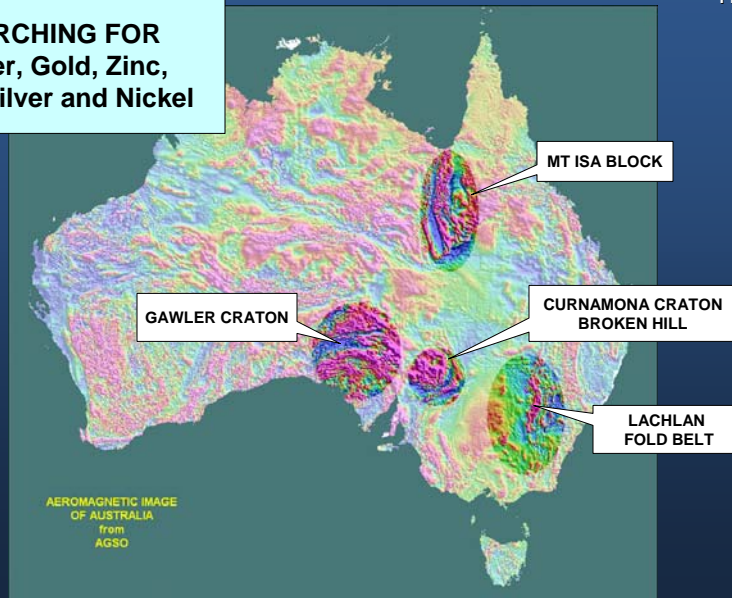 RCHING FOR
er, Gold, Zinc,
ilver and Nickel
MT ISA BLOCK
GAWLER CRATON
CURNAMONA CRATON
BROKEN HILL
LACHLAN
FOLD BELT
AEROMAGNETIC IMAGE
OF AUSTRALIA
from
AGSO